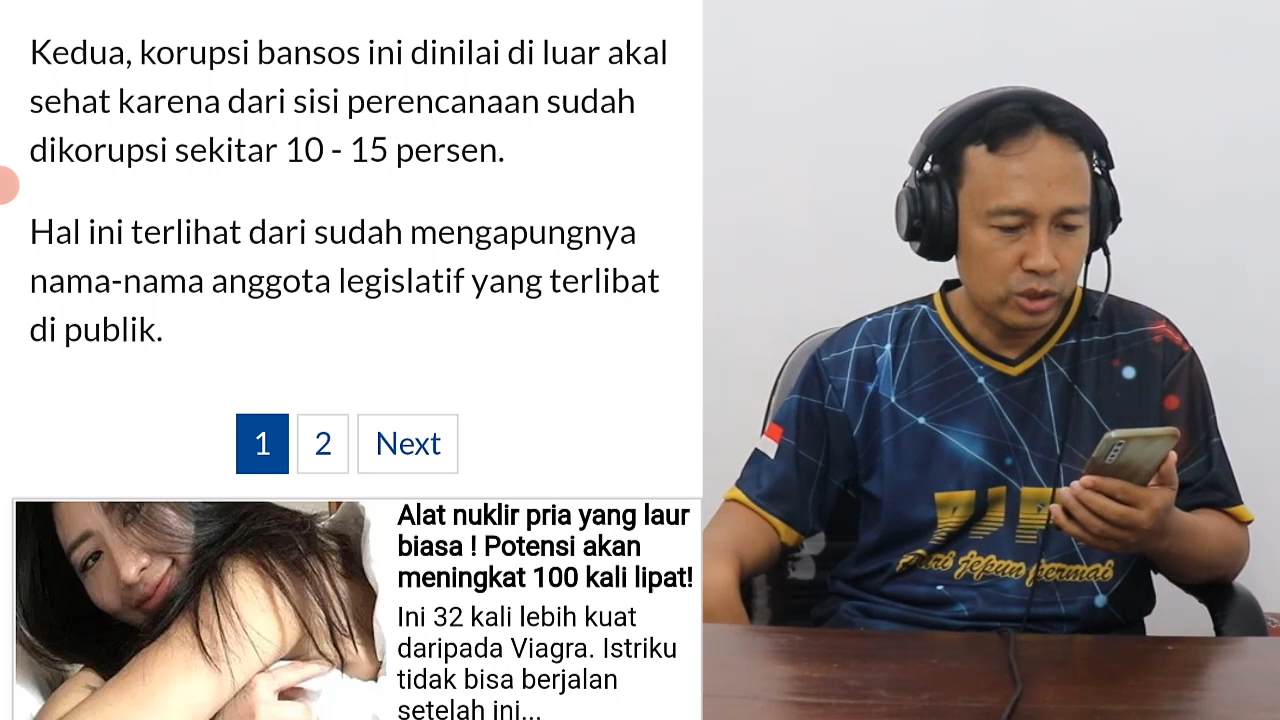 Kedua, korupsi bansos ini dinilai di luar akal
sehat karena dari sisi perencanaan sudah
dikorupsi sekitar 10 - 15 persen.
Hal ini terlihat dari sudah mengapungnya
nama-nama anggota legislatif yang terlibat
di publik.
1 2 Next
Alat nuklir pria yang laur
biasa ! Potensi akan
meningkat 100 kali lipat!
Ini 32 kali lebih kuat
daripada Viagra. Istriku
tidak bisa berjalan
setelah ini...
Puri jepun permai